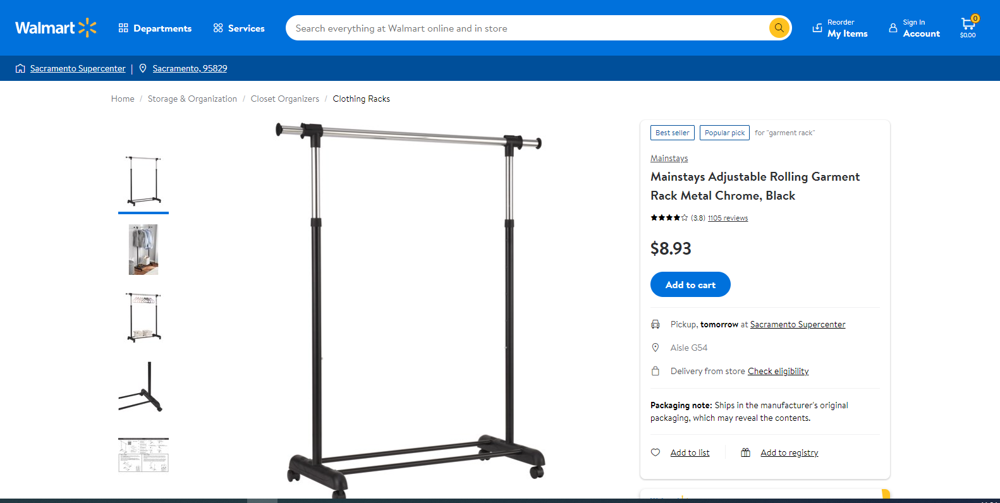 Walmart
Departments
Services
Search everything at Walmart online and in store
Reorder
My Items
Sign In
Account
0
$0.00
Sacramento Supercenter | Sacramento, 95829
Home / Storage & Organization / Closet Organizers / Clothing Racks
Best seller
Popular pick
for "garment rack"
Mainstays
Mainstays Adjustable Rolling Garment
Rack Metal Chrome, Black
(3.8) 1105 reviews
$8.93
Add to cart
Pickup, tomorrow at Sacramento Supercenter
Aisle G54
Delivery from store Check eligibility
Packaging note: Ships in the manufacturer's original
packaging, which may reveal the contents.
Add to list
Add to registry